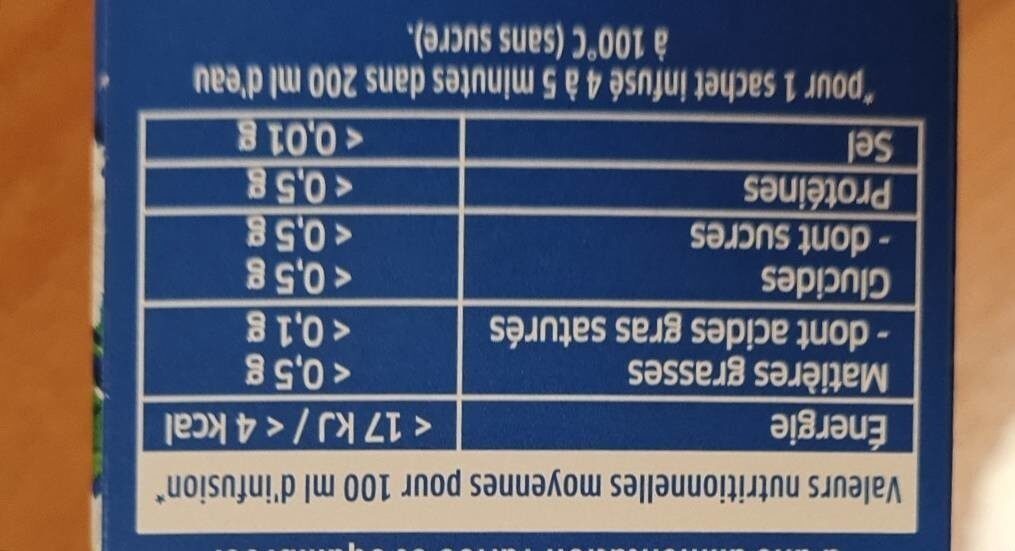 Valeurs nutritionnelles moyennes pour 100 ml d'infusion*
Énergie < 17 kJ / < 4 kcal
Matières grasses < 0,5 g
- dont acides gras saturés < 0,1 g
Glucides < 0,5 g
- dont sucres < 0,5 g
Protéines < 0,5 g
Sel < 0,01 g
*pour 1 sachet infusé 4 à 5 minutes dans 200 ml d'eau
à 100°C (sans sucre).